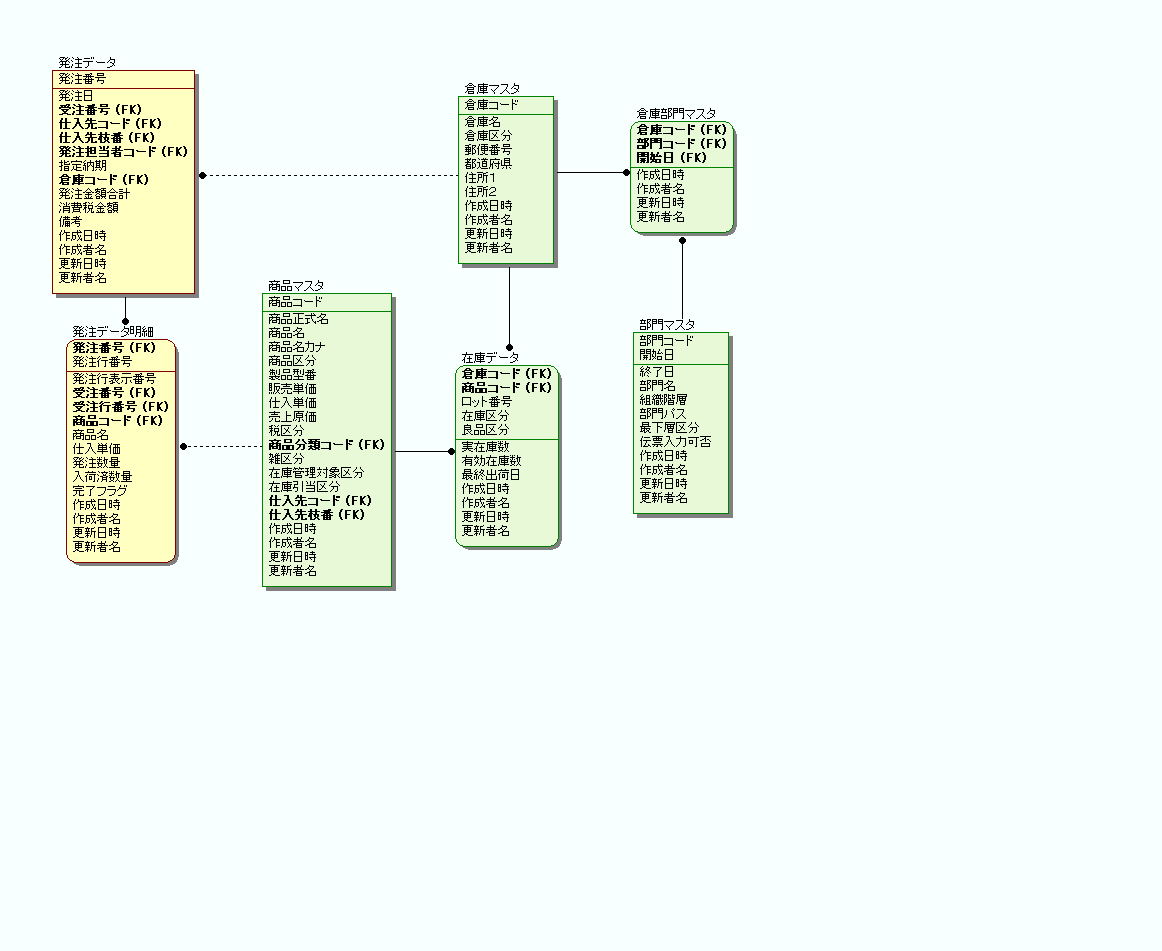 発注データ
発注番号
発注日
受注番号 (FK)
仕入先コード (FK)
仕入先枝番 (FK)
発注担当者コード (FK)
指定納期
倉庫コード (FK)
発注金額合計
消費税金額
備考
作成日時
作成者名
更新日時
更新者名
発注データ明細
発注番号 (FK)
発注行番号
発注行表示番号
受注番号 (FK)
受注行番号 (FK)
商品コード (FK)
商品名
仕入単価
発注数量
入荷済数量
完了フラグ
作成日時
作成者名
更新日時
更新者名
商品マスタ
商品コード
商品正式名
商品名
商品名カナ
商品区分
製品型番
販売単価
仕入単価
売上原価
税区分
商品分類コード (FK)
雑区分
在庫管理対象区分
在庫引当区分
仕入先コード (FK)
仕入先枝番 (FK)
作成日時
作成者名
更新日時
更新者名
倉庫マスタ
倉庫コード
倉庫名
倉庫区分
郵便番号
都道府県
住所1
住所2
作成日時
作成者名
更新日時
更新者名
在庫データ
倉庫コード (FK)
商品コード (FK)
ロット番号
在庫区分
良品区分
実在庫数
有効在庫数
最終出荷日
作成日時
作成者名
更新日時
更新者名
倉庫部門マスタ
倉庫コード (FK)
部門コード (FK)
開始日 (FK)
作成日時
作成者名
更新日時
更新者名
部門マスタ
部門コード
開始日
終了日
部門名
組織階層
部門パス
最下層区分
伝票入力可否
作成日時
作成者名
更新日時
更新者名